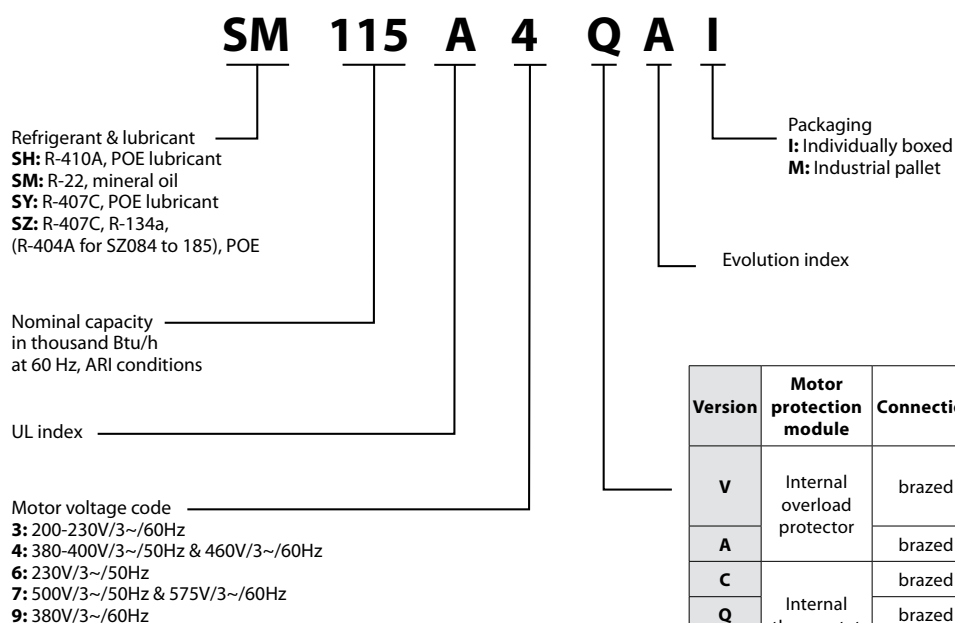 SM 115 A 4 Q A I
Refrigerant & lubricant
SH: R-410A, POE lubricant
SM: R-22, mineral oil
SY: R-407C, POE lubricant
SZ: R-407C, R-134a,
(R-404A for SZ084 to 185), POE
Nominal capacity
in thousand Btu/h
at 60 Hz, ARI conditions
UL index
Motor voltage code
3: 200-230V/3~/60Hz
4: 380-400V/3~/50Hz & 460V/3~/60Hz
6: 230V/3~/50Hz
7: 500V/3~/50Hz & 575V/3~/60Hz
9: 380V/3~/60Hz
Packaging
I: Individually boxed
M: Industrial pallet
Evolution index
Version
Motor
protection
module
V
Internal
overload
protector
brazed
A
brazed
C
brazed
Q
Internal
brazed